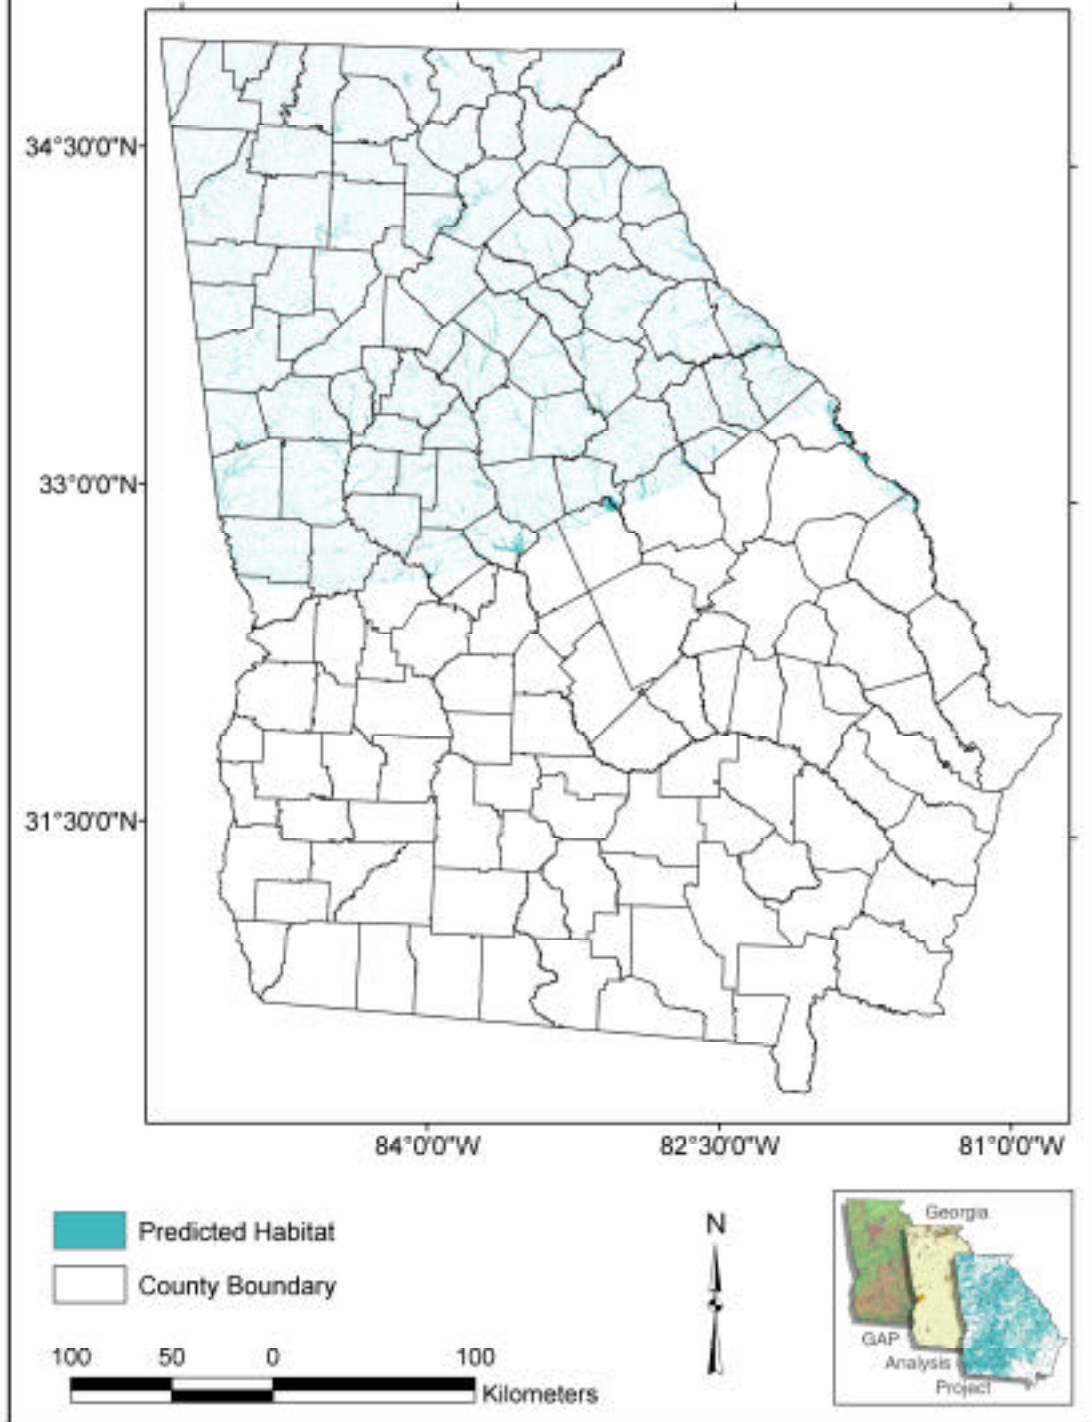 34°30'0"N
33°0'0"N
31°30'0"N
84°0'0"W
82°30'0"W
81°0'0"W
Predicted Habitat
County Boundary
100 50 0 100
Kilometers
N
Georgia
GAP
Analysis
Project